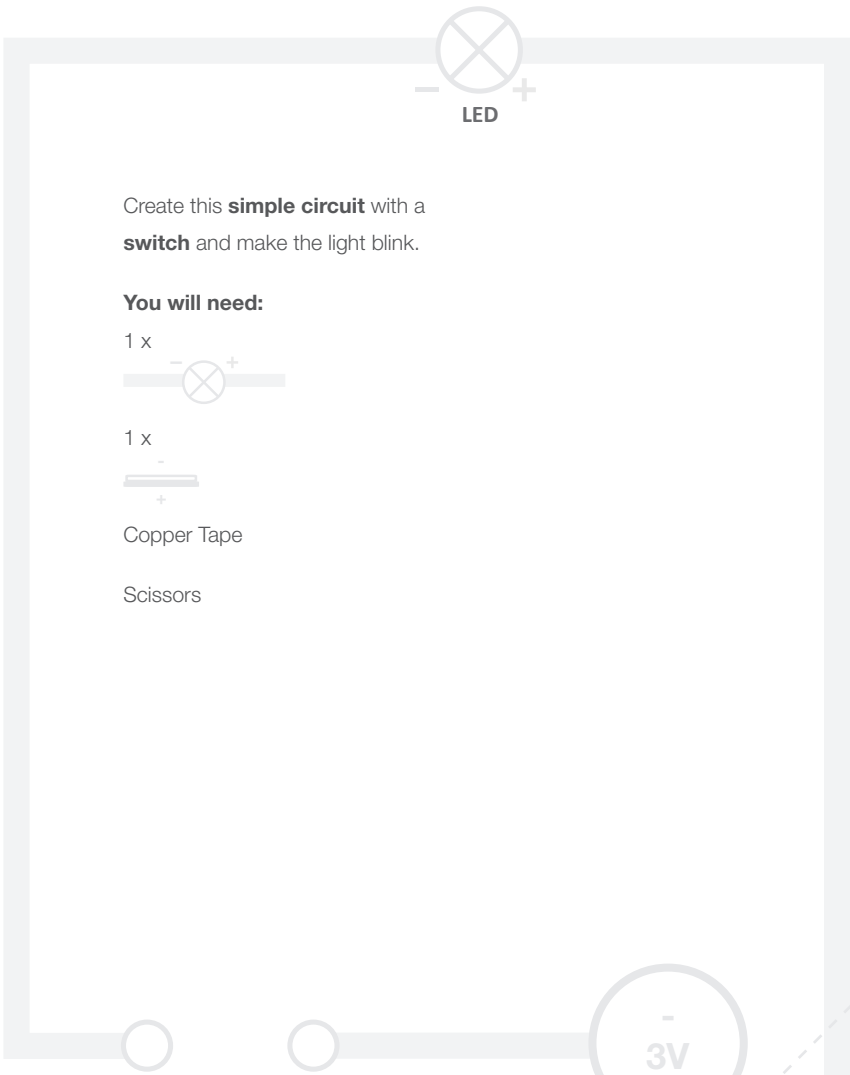 − +
LED
Create this simple circuit with a
switch and make the light blink.
You will need:
1 x
− +
1 x
-
+
Copper Tape
Scissors
-
3V